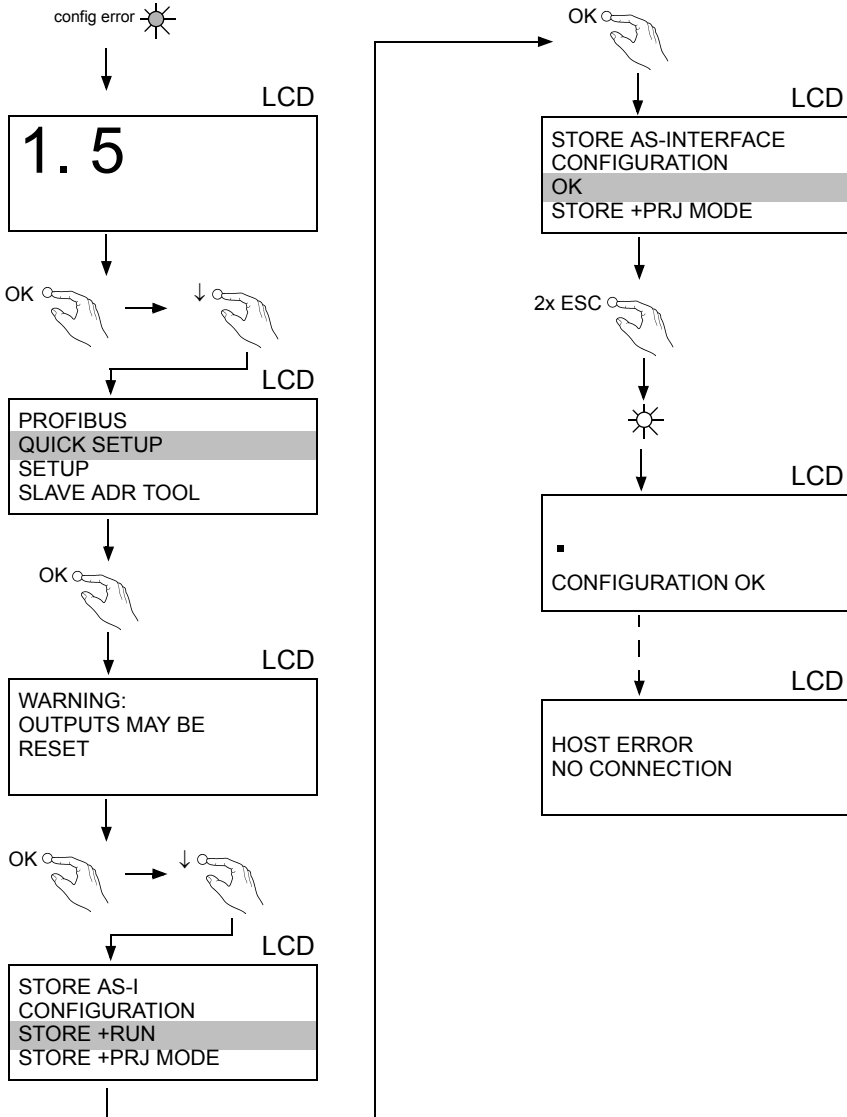 config error
LCD
1. 5
OK
↓
LCD
PROFIBUS
QUICK SETUP
SETUP
SLAVE ADR TOOL
OK
LCD
WARNING:
OUTPUTS MAY BE
RESET
OK
↓
LCD
STORE AS-I
CONFIGURATION
STORE +RUN
STORE +PRJ MODE
OK
LCD
STORE AS-INTERFACE
CONFIGURATION
OK
STORE +PRJ MODE
2x ESC
LCD
CONFIGURATION OK
LCD
HOST ERROR
NO CONNECTION